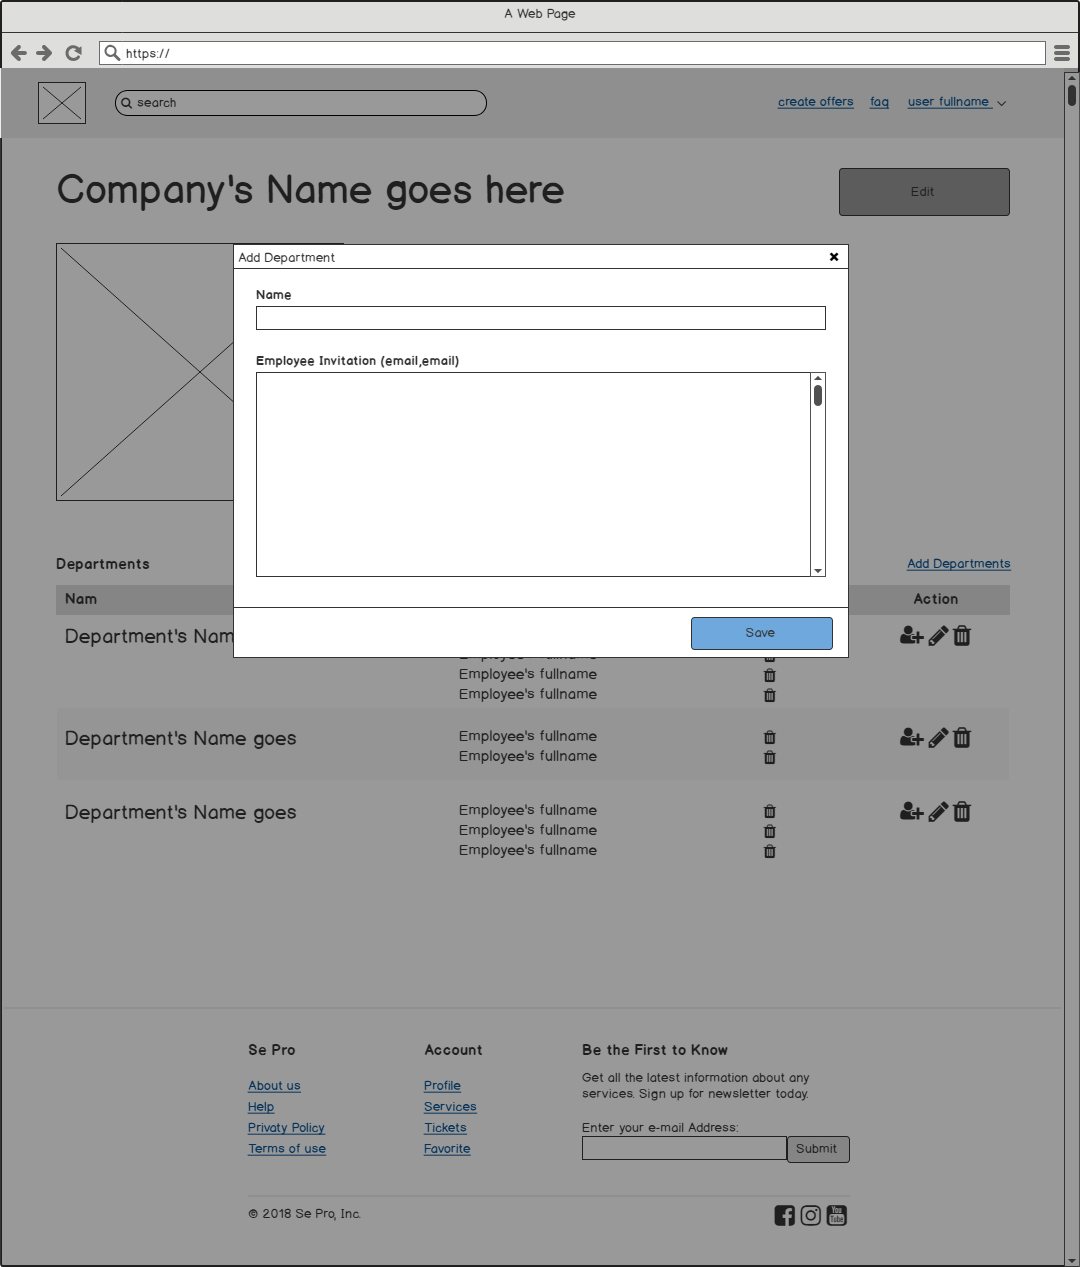 A Web Page
https://
search
create offers faq user fullname
Company's Name goes here
Edit
Add Department
Name
Employee Invitation (email,email)
Save
Departments
Add Departments
Nam
Action
Department's Nam
Employee's fullname
Employee's fullname
Employee's fullname
Department's Name goes
Employee's fullname
Employee's fullname
Department's Name goes
Employee's fullname
Employee's fullname
Employee's fullname
Se Pro
About us
Help
Privaty Policy
Terms of use
Account
Profile
Services
Tickets
Favorite
Be the First to Know
Get all the latest information about any
services. Sign up for newsletter today.
Enter your e-mail Address:
Submit
© 2018 Se Pro, Inc.
You
Tube